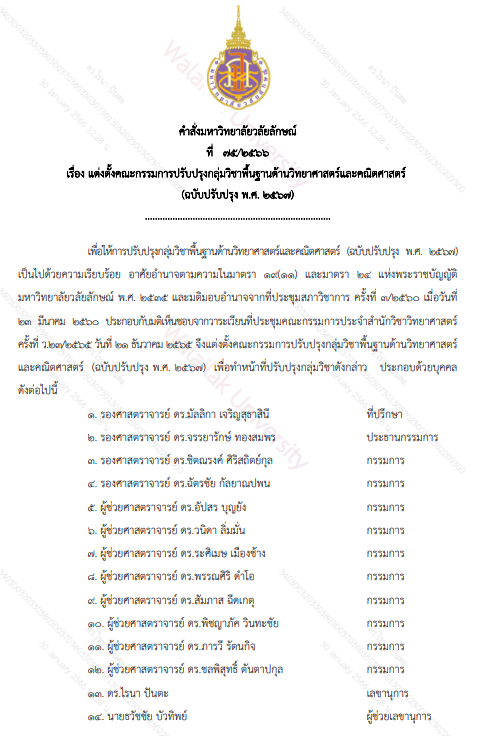 คำสั่งมหาวิทยาลัยวลัยลักษณ์
ที่ ๗๕/๒๕๖๖
เรื่อง แต่งตั้งคณะกรรมการปรับปรุงกลุ่มวิชาพื้นฐานด้านวิทยาศาสตร์และคณิตศาสตร์
(ฉบับปรับปรุง พ.ศ. ๒๕๖๗)
เพื่อให้การปรับปรุงกลุ่มวิชาพื้นฐานด้านวิทยาศาสตร์และคณิตศาสตร์ (ฉบับปรับปรุง พ.ศ. ๒๕๖๗)
เป็นไปด้วยความเรียบร้อย อาศัยอำนาจตามความในมาตรา ๑๙(๑๑) และมาตรา ๒๔ แห่งพระราชบัญญัติ
มหาวิทยาลัยวลัยลักษณ์ พ.ศ. ๒๕๓๕ และมติมอบอำนาจจากที่ประชุมสภาวิชาการ ครั้งที่ ๓/๒๕๖๐ เมื่อวันที่
๒๓ มีนาคม ๒๕๖๐ ประกอบกับมติเห็นชอบจากวาระเวียนที่ประชุมคณะกรรมการประจำสำนักวิชาวิทยาศาสตร์
ครั้งที่ ว.๒๓/๒๕๖๕ วันที่ ๒๑ ธันวาคม ๒๕๖๕ จึงแต่งตั้งคณะกรรมการปรับปรุงกลุ่มวิชาพื้นฐานด้านวิทยาศาสตร์
และคณิตศาสตร์ (ฉบับปรับปรุง พ.ศ. ๒๕๖๗) เพื่อทำหน้าที่ปรับปรุงกลุ่มวิชาดังกล่าว ประกอบด้วยบุคคล
ดังต่อไปนี้
๑. รองศาสตราจารย์ ดร.มัลลิกา เจริญสุธาสินี ที่ปรึกษา
๒. รองศาสตราจารย์ ดร.จรรยารักษ์ ทองสมพร ประธานกรรมการ
๓. รองศาสตราจารย์ ดร.ชิตณรงค์ ศิริสถิตย์กุล กรรมการ
๔. รองศาสตราจารย์ ดร.ฉัตรชัย กัลยาณปพน กรรมการ
๕. ผู้ช่วยศาสตราจารย์ ดร.อัปสร บุญยัง กรรมการ
๖. ผู้ช่วยศาสตราจารย์ ดร.วนิดา ลิ่มมั่น กรรมการ
๗. ผู้ช่วยศาสตราจารย์ ดร.ระศิเมษ เมืองช้าง กรรมการ
๘. ผู้ช่วยศาสตราจารย์ ดร.พรรณศิริ ดำโอ กรรมการ
๙. ผู้ช่วยศาสตราจารย์ ดร.สัมภาส ฉีดเกตุ กรรมการ
๑๐. ผู้ช่วยศาสตราจารย์ ดร.พิชญาภัค วินทะชัย กรรมการ
๑๑. ผู้ช่วยศาสตราจารย์ ดร.ภารวี รัตนกิจ กรรมการ
๑๒. ผู้ช่วยศาสตราจารย์ ดร.ชลพิสุทธิ์ ตันตาปกุล กรรมการ
๑๓. ดร.ไรนา ปันตะ เลขานุการ
๑๔. นายธวัชชัย บัวทิพย์ ผู้ช่วยเลขานุการ
Walailak University
Walailak University